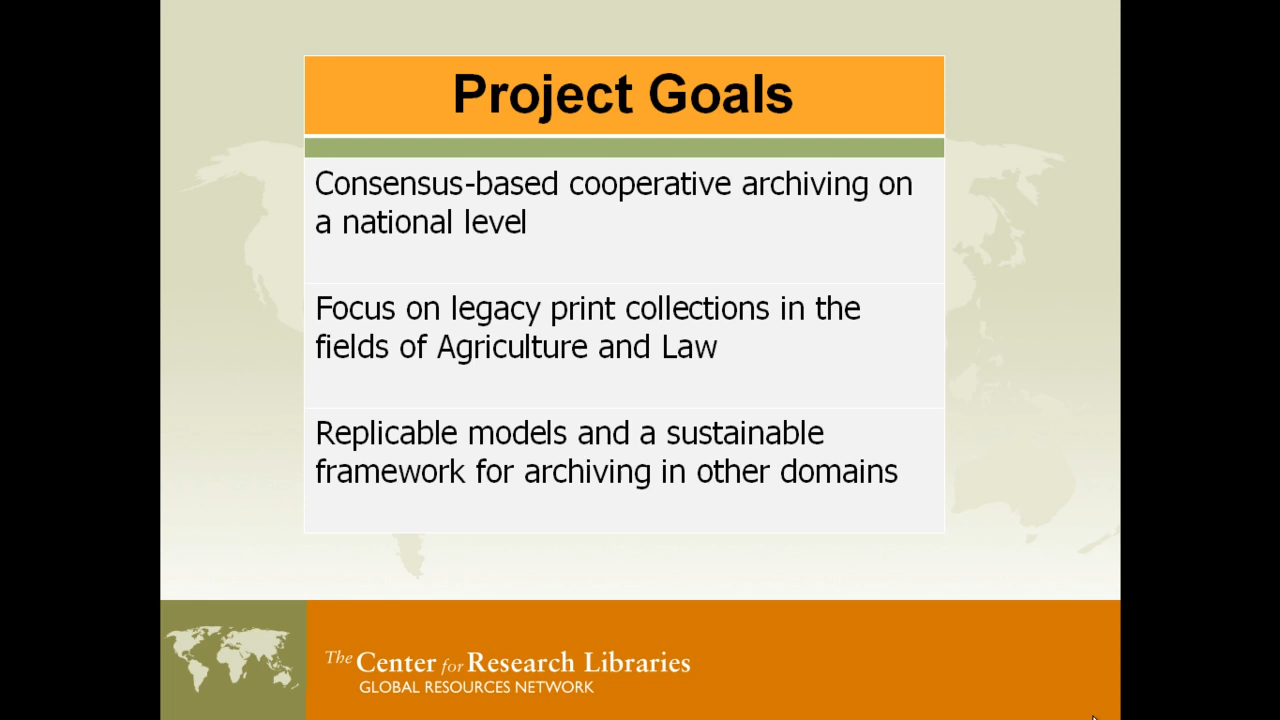 Project Goals
Consensus-based cooperative archiving on
a national level
Focus on legacy print collections in the
fields of Agriculture and Law
Replicable models and a sustainable
framework for archiving in other domains
The Center for Research Libraries
GLOBAL RESOURCES NETWORK